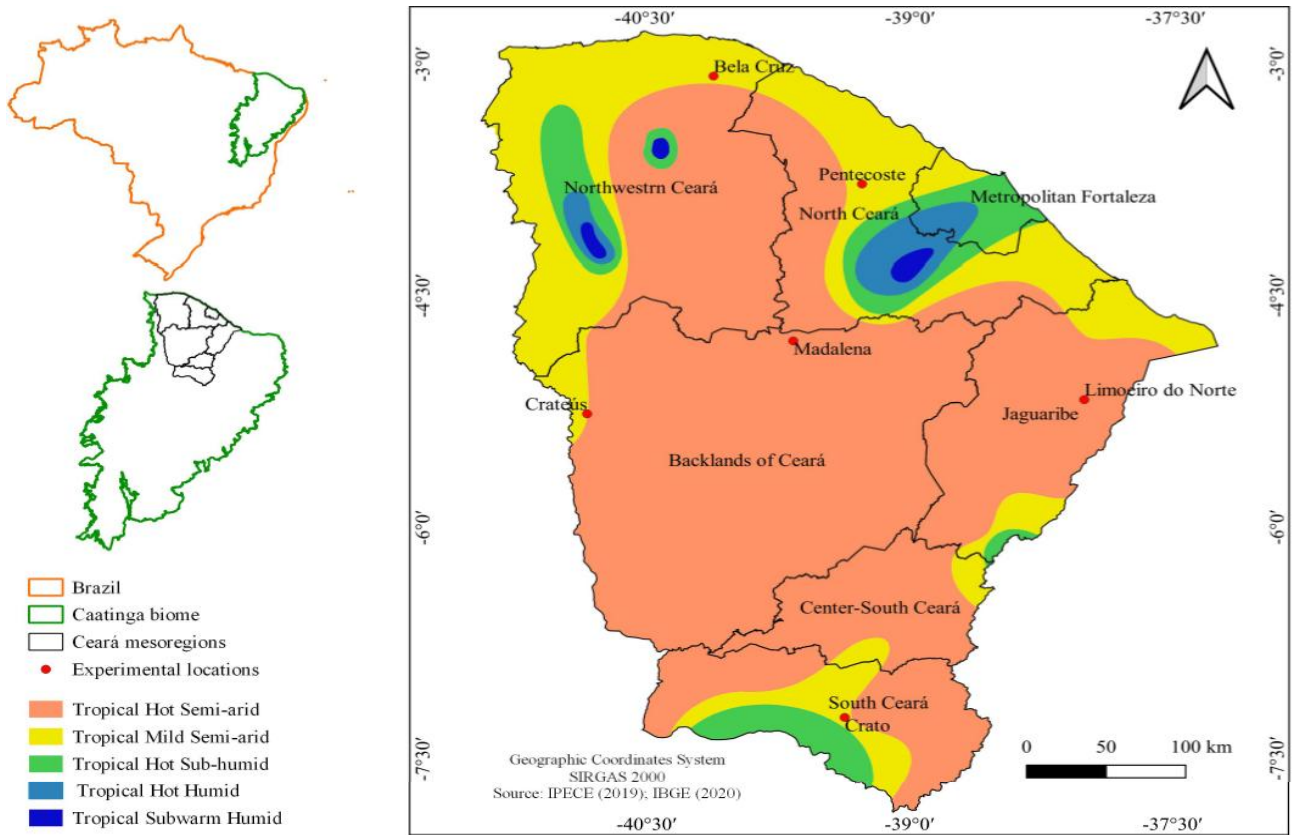 -40°30′
-39°0′
-37°30′
-3°0′
-3°0′
Bela Cruz
Northwestrn Ceará
Pentecoste
North Ceará
Metropolitan Fortaleza
-4°30′
-4°30′
Madalena
Crateús
Limoeiro do Norte
Jaguaribe
Backlands of Ceará
-6°0′
-6°0′
Center-South Ceará
South Ceará
Crato
-7°30′
-7°30′
Geographic Coordinates System
SIRGAS 2000
Source: IPECE (2019); IBGE (2020)
0 50 100 km
-40°30′
-39°0′
-37°30′
Brazil
Caatinga biome
Ceará mesoregions
Experimental locations
Tropical Hot Semi-arid
Tropical Mild Semi-arid
Tropical Hot Sub-humid
Tropical Hot Humid
Tropical Subwarm Humid